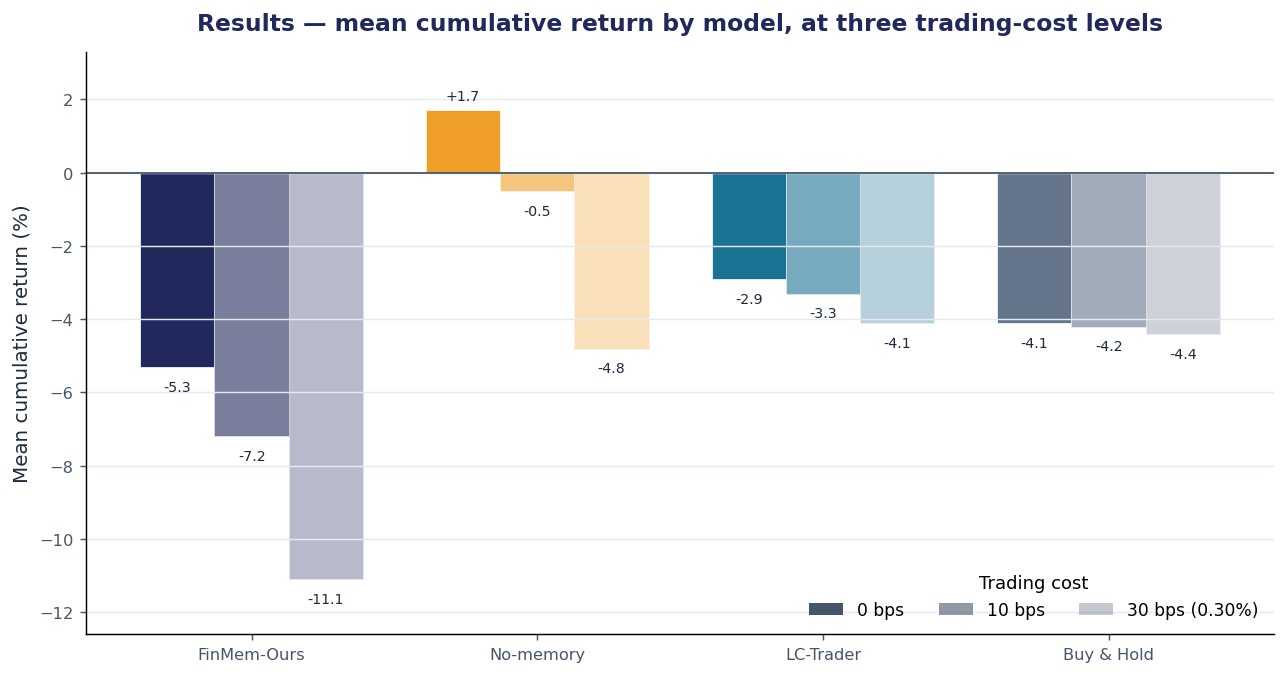 Results — mean cumulative return by model, at three trading-cost levels
Mean cumulative return (%)
2
0
−2
−4
−6
−8
−10
−12
-5.3
-7.2
-11.1
+1.7
-0.5
-4.8
-2.9
-3.3
-4.1
-4.1
-4.2
-4.4
Trading cost
0 bps
10 bps
30 bps (0.30%)
FinMem-Ours
No-memory
LC-Trader
Buy & Hold